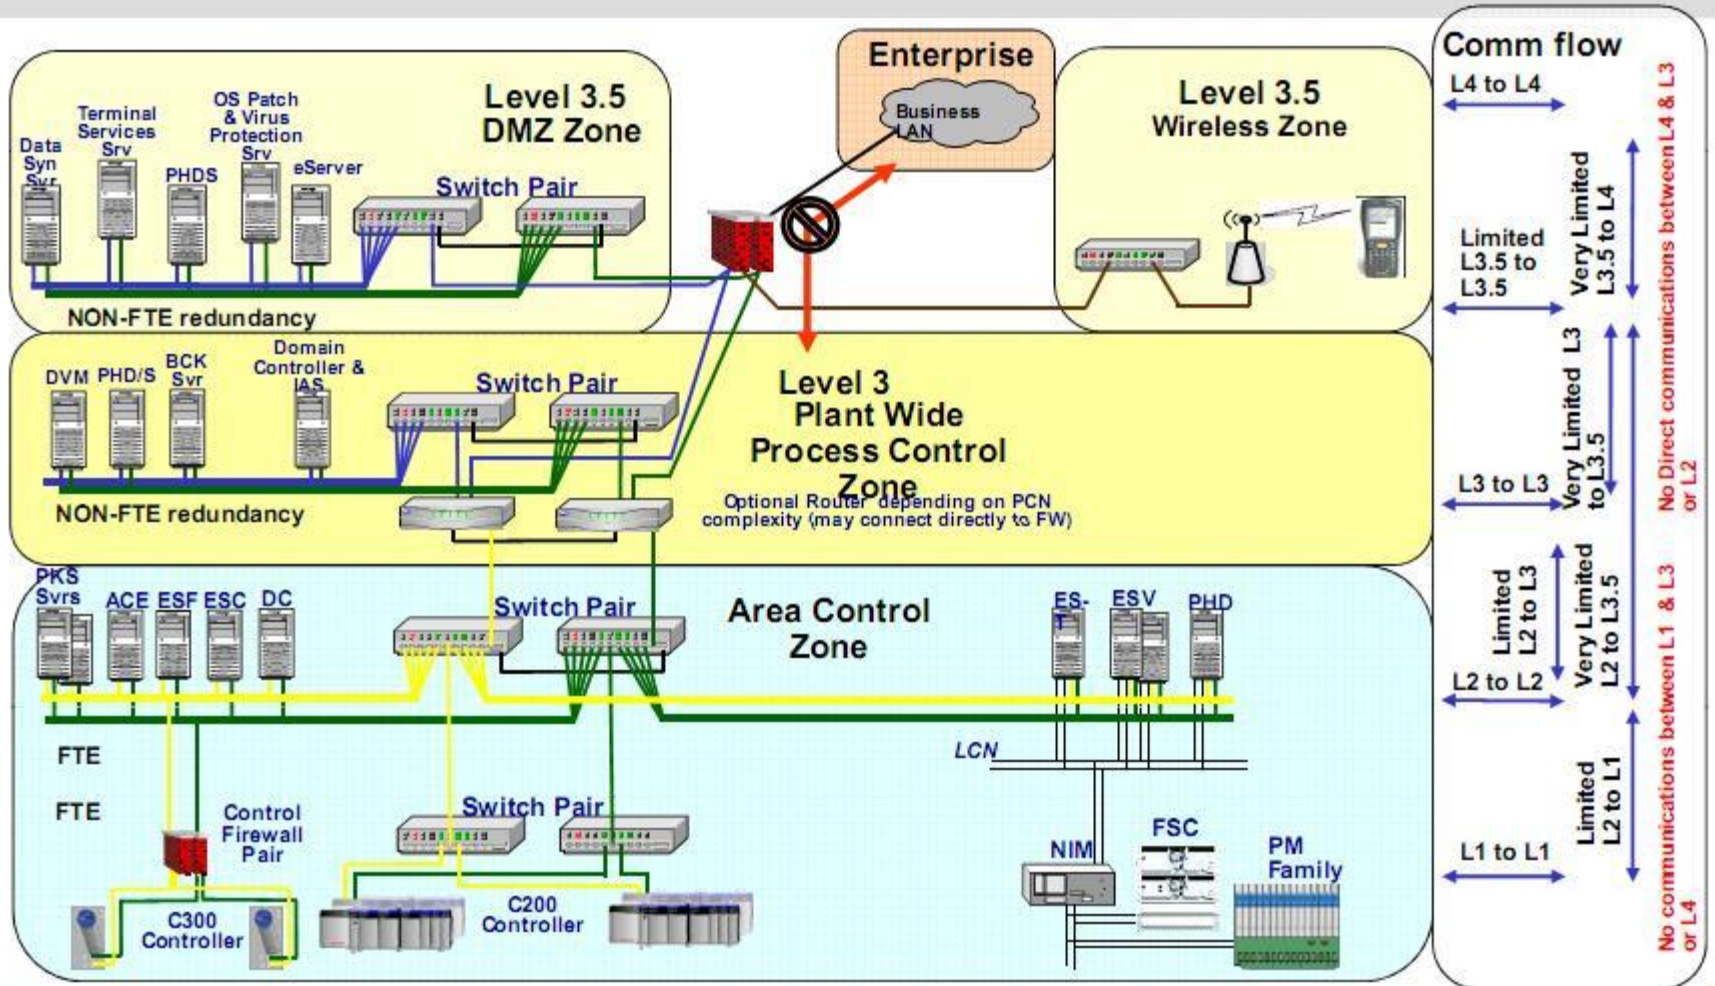 Enterprise
Business
LAN
Level 3.5
DMZ Zone
Data
Syn
Svr
Terminal
Services
Srv
PHDS
OS Patch
& Virus
Protection
Srv
eServer
Switch Pair
NON-FTE redundancy
Level 3.5
Wireless Zone
DVM
PHD/S
BCK
Svr
Domain
Controller &
IAS
Switch Pair
Level 3
Plant Wide
Process Control
Zone
Optional Router depending on PCN
complexity (may connect directly to FW)
NON-FTE redundancy
PKS
Svrs
ACE
ESF
ESC
DC
Switch Pair
Area Control
Zone
ES-
T
ESV
PHD
FTE
LCN
FTE
Control
Firewall
Pair
Switch Pair
C300
Controller
C200
Controller
NIM
FSC
PM
Family
Comm flow
L4 to L4
Very Limited
L3.5 to L4
Limited
L3.5 to
L3.5
Very Limited L3
to L3.5
L3 to L3
Limited
L2 to L3
Very Limited
L2 to L3.5
L2 to L2
Limited
L2 to L1
L1 to L1
No Direct communications between L4 & L3
or L2
No communications between L1 & L3
or L4